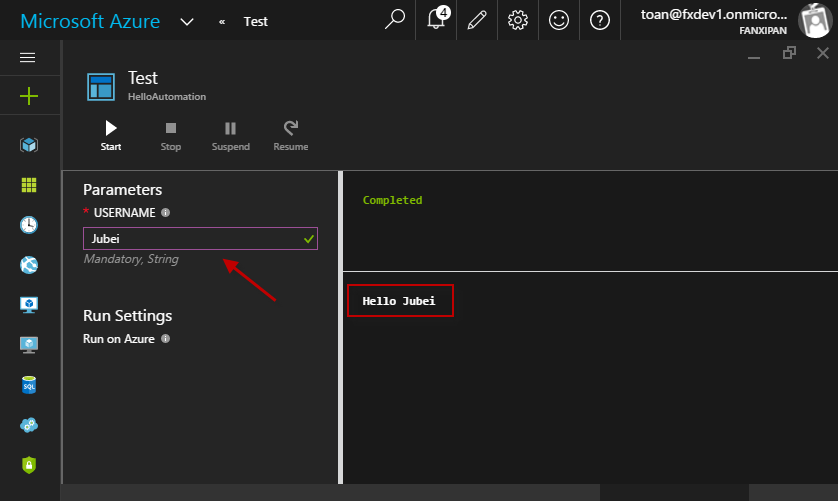 Microsoft Azure « Test 4 toan@fxdev1.onmicro...
FANXIPAN
Test
HelloAutomation
Start Stop Suspend Resume
Parameters
* USERNAME
Jubei
Mandatory, String
Run Settings
Run on Azure
Completed
Hello Jubei
SQL